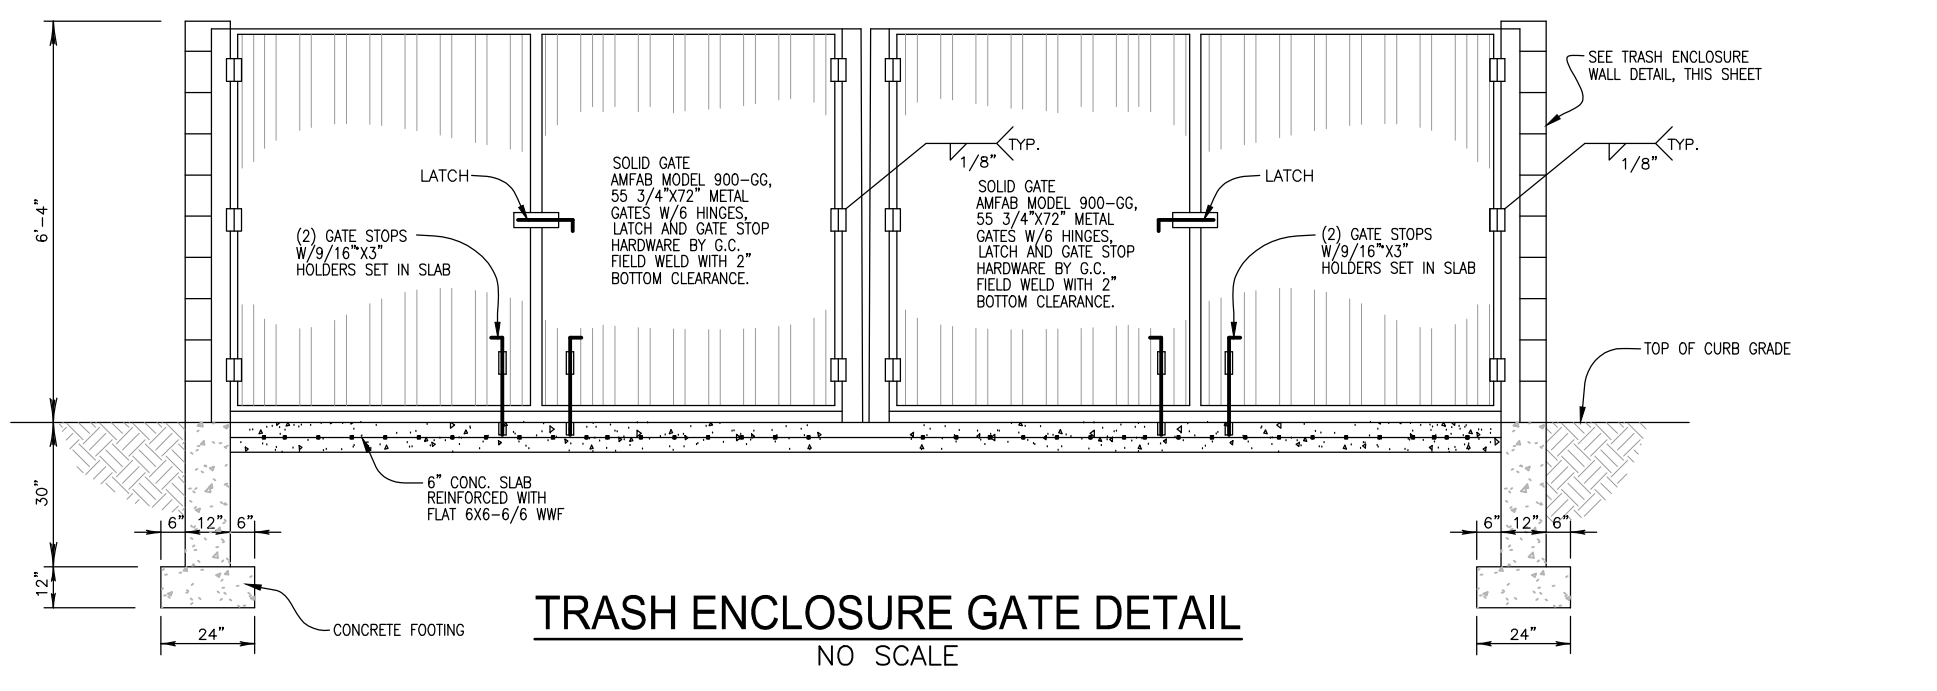 SEE TRASH ENCLOSURE
WALL DETAIL, THIS SHEET
TYP.
1/8"
TYP.
1/8"
LATCH
SOLID GATE
AMFAB MODEL 900-GG,
55 3/4"X72" METAL
GATES W/6 HINGES,
LATCH AND GATE STOP
HARDWARE BY G.C.
FIELD WELD WITH 2"
BOTTOM CLEARANCE.
SOLID GATE
AMFAB MODEL 900-GG,
55 3/4"X72" METAL
GATES W/6 HINGES,
LATCH AND GATE STOP
HARDWARE BY G.C.
FIELD WELD WITH 2"
BOTTOM CLEARANCE.
LATCH
6'-4"
(2) GATE STOPS
W/9/16"X3"
HOLDERS SET IN SLAB
(2) GATE STOPS
W/9/16"X3"
HOLDERS SET IN SLAB
TOP OF CURB GRADE
30"
6" CONC. SLAB
REINFORCED WITH
FLAT 6X6-6/6 WWF
6" 12" 6"
6" 12" 6"
12"
CONCRETE FOOTING
24"
24"
TRASH ENCLOSURE GATE DETAIL
NO SCALE